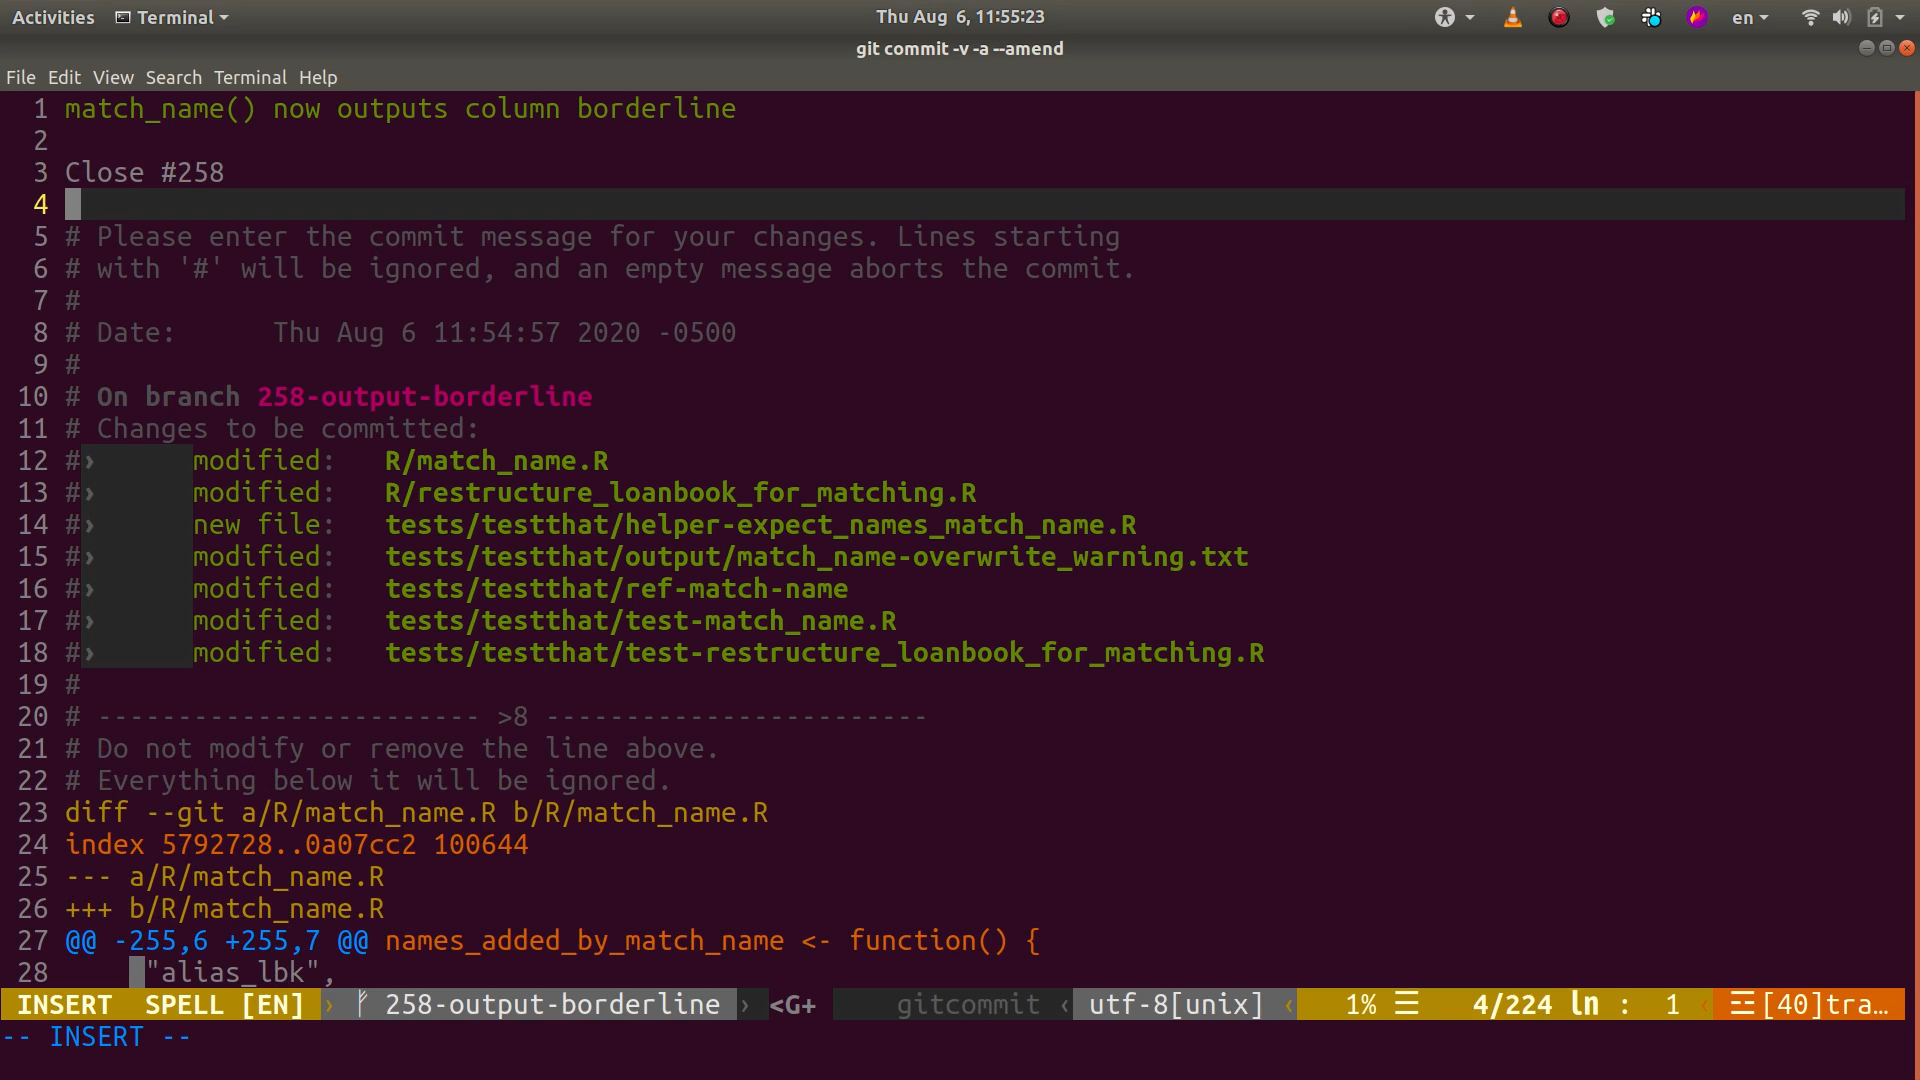 Activities Terminal Thu Aug 6, 11:55:23 en
git commit -v -a --amend
File Edit View Search Terminal Help
1 match_name() now outputs column borderline
2
3 Close #258
4
5 # Please enter the commit message for your changes. Lines starting
6 # with '#' will be ignored, and an empty message aborts the commit.
7 #
8 # Date:      Thu Aug 6 11:54:57 2020 -0500
9 #
10 # On branch 258-output-borderline
11 # Changes to be committed:
12 #› modified:   R/match_name.R
13 #› modified:   R/restructure_loanbook_for_matching.R
14 #› new file:   tests/testthat/helper-expect_names_match_name.R
15 #› modified:   tests/testthat/output/match_name-overwrite_warning.txt
16 #› modified:   tests/testthat/ref-match-name
17 #› modified:   tests/testthat/test-match_name.R
18 #› modified:   tests/testthat/test-restructure_loanbook_for_matching.R
19 #
20 # ------------------------ >8 ------------------------
21 # Do not modify or remove the line above.
22 # Everything below it will be ignored.
23 diff --git a/R/match_name.R b/R/match_name.R
24 index 5792728..0a07cc2 100644
25 --- a/R/match_name.R
26 +++ b/R/match_name.R
27 @@ -255,6 +255,7 @@ names_added_by_match_name <- function() {
28     "alias_lbk",
INSERT SPELL [EN] › 258-output-borderline › <G+ gitcommit ‹ utf-8[unix] ‹ 1% ☰ 4/224 ln : 1 ‹ [40]tra…
-- INSERT --